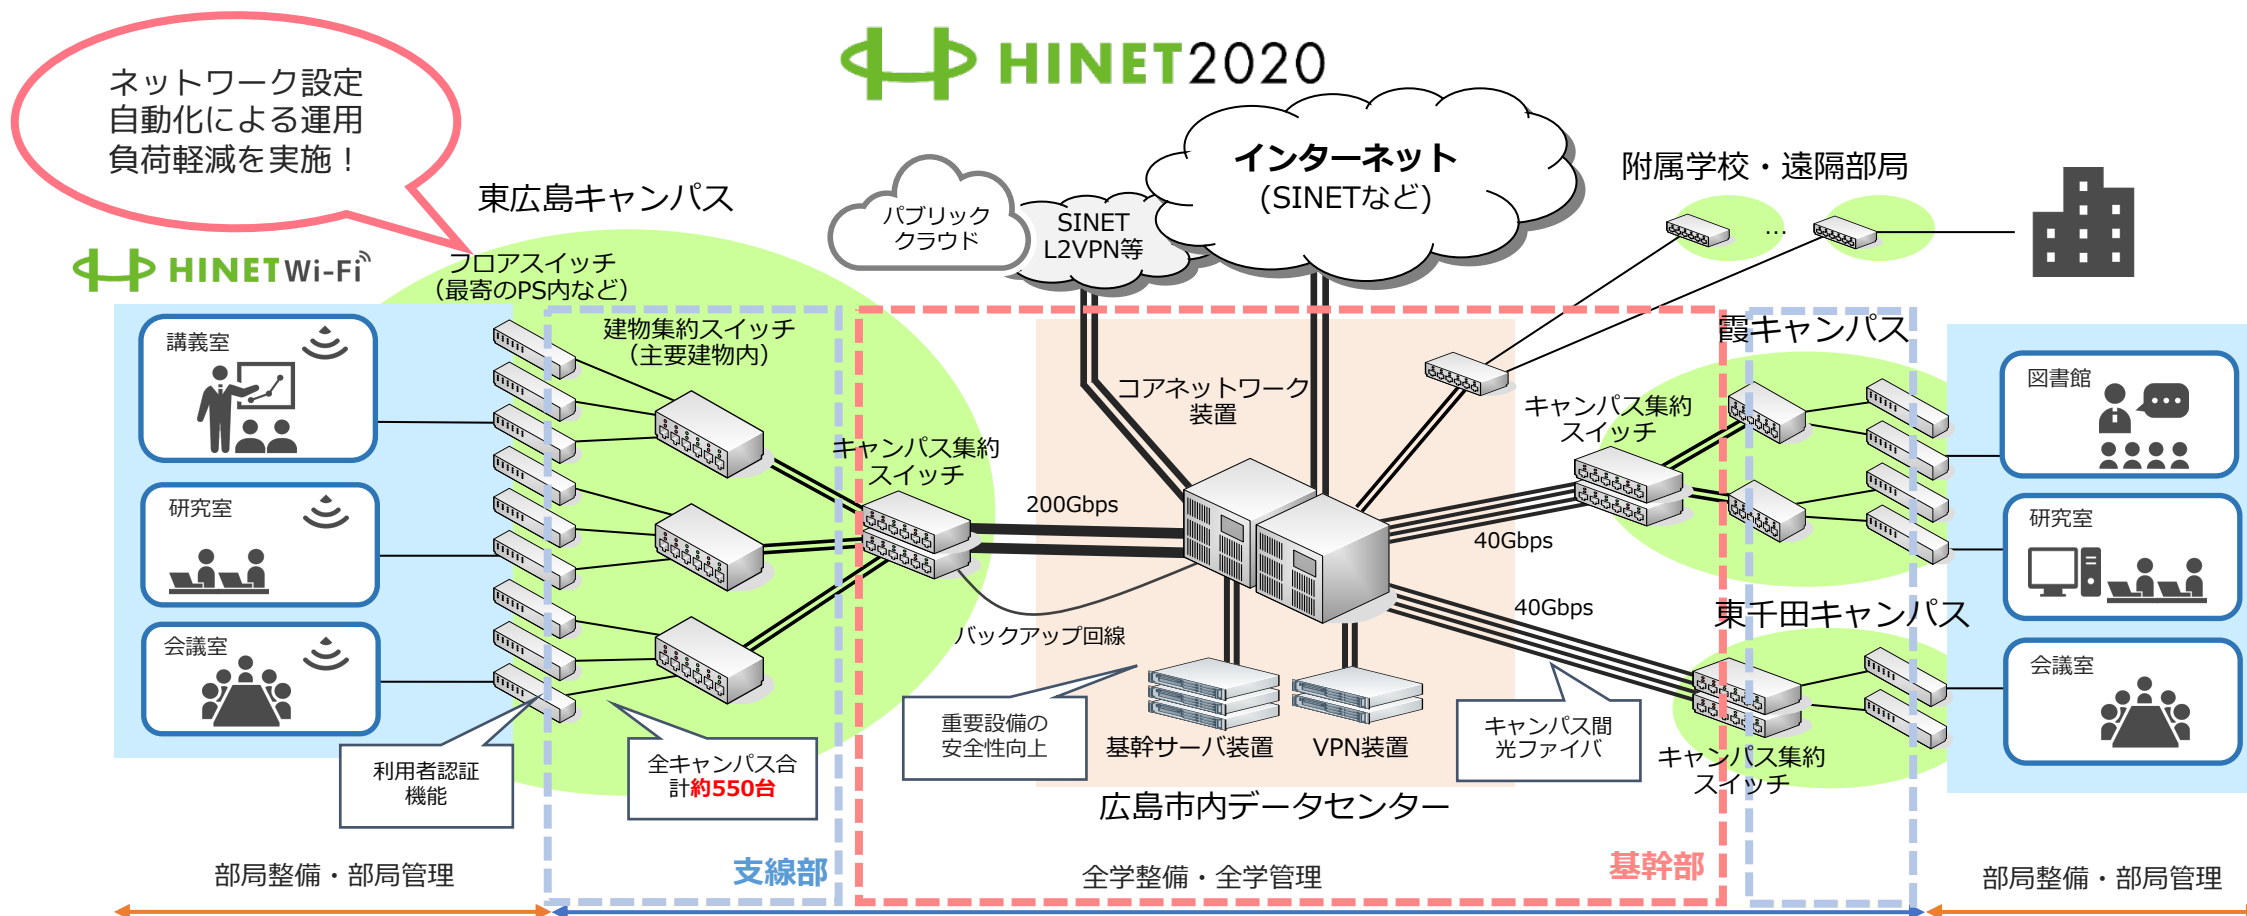 HINET2020
ネットワーク設定
自動化による運用
負荷軽減を実施！
東広島キャンパス
HINET Wi-Fi
フロアスイッチ
（最寄のPS内など）
建物集約スイッチ
（主要建物内）
パブリック
クラウド
SINET
L2VPN等
インターネット
(SINETなど)
附属学校・遠隔部局
…
講義室
研究室
会議室
キャンパス集約
スイッチ
200Gbps
バックアップ回線
コアネットワーク
装置
キャンパス集約
スイッチ
霞キャンパス
40Gbps
40Gbps
東千田キャンパス
図書館
研究室
会議室
利用者認証
機能
全キャンパス合
計約550台
重要設備の
安全性向上
基幹サーバ装置
VPN装置
キャンパス間
光ファイバ
キャンパス集約
スイッチ
広島市内データセンター
部局整備・部局管理
支線部
全学整備・全学管理
基幹部
部局整備・部局管理